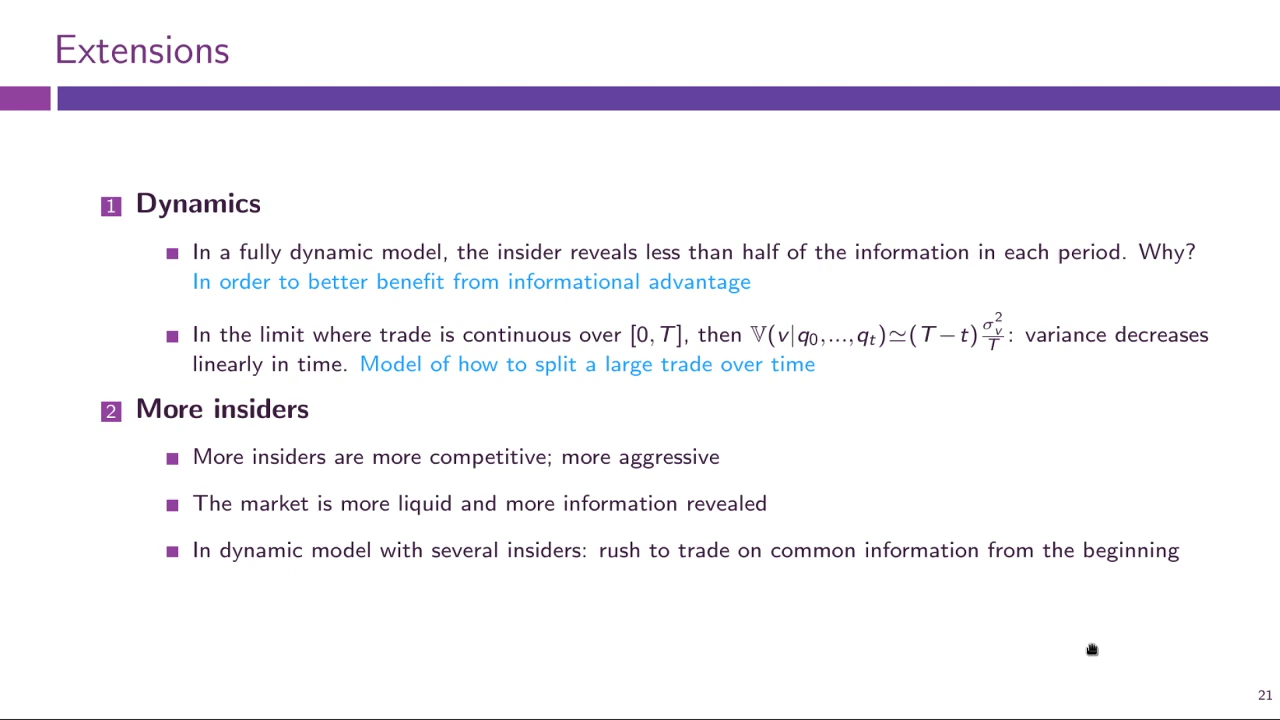 Extensions
1 Dynamics
In a fully dynamic model, the insider reveals less than half of the information in each period. Why?
In order to better benefit from informational advantage
In the limit where trade is continuous over [0, T], then 𝕍(v|q₀,...,qₜ)≃(T − t)σᵥ²/T: variance decreases
linearly in time. Model of how to split a large trade over time
2 More insiders
More insiders are more competitive; more aggressive
The market is more liquid and more information revealed
In dynamic model with several insiders: rush to trade on common information from the beginning
21